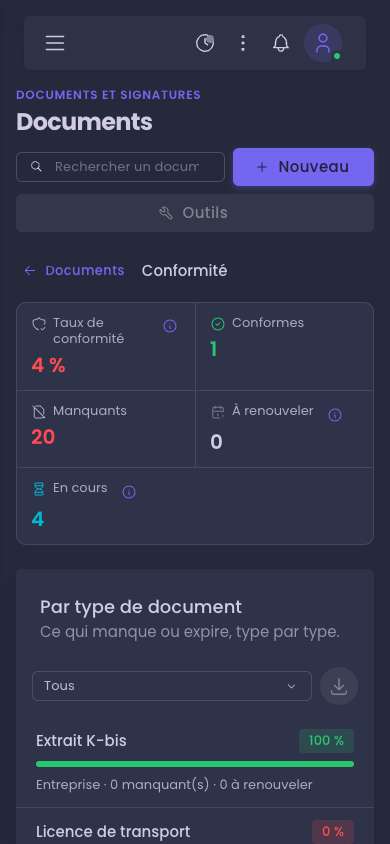 DOCUMENTS ET SIGNATURES
Documents
Rechercher un docum
Nouveau
Outils
Documents
Conformité
Taux de
conformité
4 %
Conformes
1
Manquants
20
À renouveler
0
En cours
4
Par type de document
Ce qui manque ou expire, type par type.
Tous
Extrait K-bis
100 %
Entreprise · 0 manquant(s) · 0 à renouveler
Licence de transport
0 %